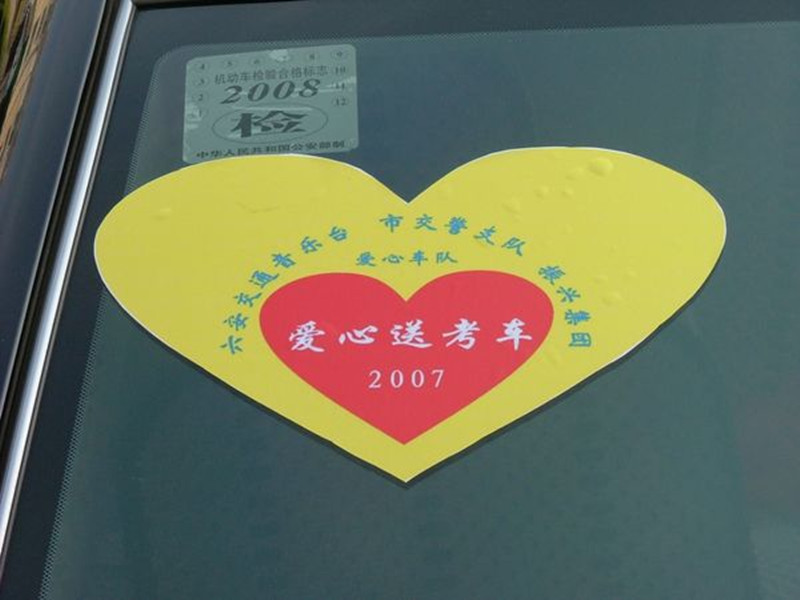 4 5 6 7 8 9
3 机动车检验合格标志 10
2 2008 11
1 检 12
中华人民共和国公安部制
六安交通音乐台 市交警支队 振兴集团
爱心车队
爱心送考车
2007